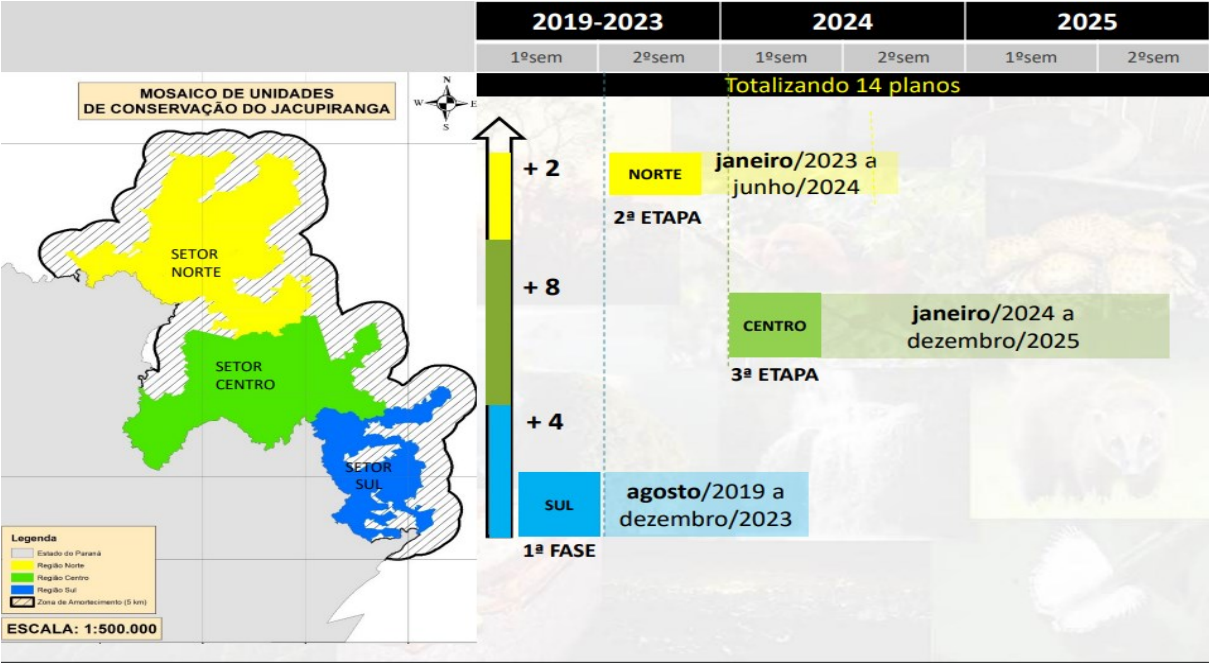 2019-2023
2024
2025
1ºsem
2ºsem
1ºsem
2ºsem
1ºsem
2ºsem
Totalizando 14 planos
MOSAICO DE UNIDADES
DE CONSERVAÇÃO DO JACUPIRANGA
N
W
E
S
SETOR
NORTE
SETOR
CENTRO
SETOR
SUL
Legenda
Estado do Paraná
Região Norte
Região Centro
Região Sul
Zona de Amortecimento (5 km)
ESCALA: 1:500.000
+ 2
NORTE
janeiro/2023 a
junho/2024
2ª ETAPA
+ 8
CENTRO
janeiro/2024 a
dezembro/2025
3ª ETAPA
+ 4
SUL
agosto/2019 a
dezembro/2023
1ª FASE